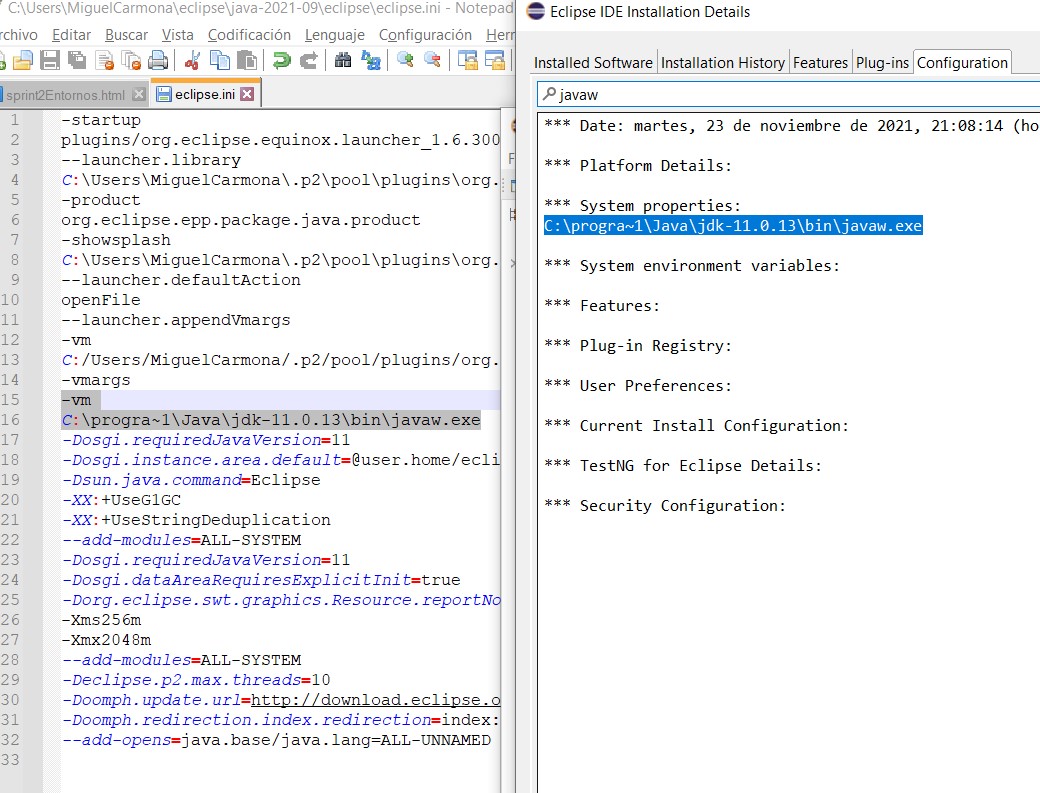 C:\Users\MiguelCarmona\eclipse\java-2021-09\eclipse\eclipse.ini - Notepad
rchivo Editar Buscar Vista Codificación Lenguaje Configuración Herr
sprint2Entornos.html eclipse.ini
1 -startup
2 plugins/org.eclipse.equinox.launcher_1.6.300
3 --launcher.library
4 C:\Users\MiguelCarmona\.p2\pool\plugins\org.
5 -product
6 org.eclipse.epp.package.java.product
7 -showsplash
8 C:\Users\MiguelCarmona\.p2\pool\plugins\org.
9 --launcher.defaultAction
10 openFile
11 --launcher.appendVmargs
12 -vm
13 C:/Users/MiguelCarmona/.p2/pool/plugins/org.
14 -vmargs
15 -vm
16 C:\progra~1\Java\jdk-11.0.13\bin\javaw.exe
17 -Dosgi.requiredJavaVersion=11
18 -Dosgi.instance.area.default=@user.home/ecli
19 -Dsun.java.command=Eclipse
20 -XX:+UseG1GC
21 -XX:+UseStringDeduplication
22 --add-modules=ALL-SYSTEM
23 -Dosgi.requiredJavaVersion=11
24 -Dosgi.dataAreaRequiresExplicitInit=true
25 -Dorg.eclipse.swt.graphics.Resource.reportNo
26 -Xms256m
27 -Xmx2048m
28 --add-modules=ALL-SYSTEM
29 -Declipse.p2.max.threads=10
30 -Doomph.update.url=http://download.eclipse.o
31 -Doomph.redirection.index.redirection=index:
32 --add-opens=java.base/java.lang=ALL-UNNAMED
33
Eclipse IDE Installation Details
Installed Software Installation History Features Plug-ins Configuration
javaw
*** Date: martes, 23 de noviembre de 2021, 21:08:14 (ho
*** Platform Details:
*** System properties:
C:\progra~1\Java\jdk-11.0.13\bin\javaw.exe
*** System environment variables:
*** Features:
*** Plug-in Registry:
*** User Preferences:
*** Current Install Configuration:
*** TestNG for Eclipse Details:
*** Security Configuration: